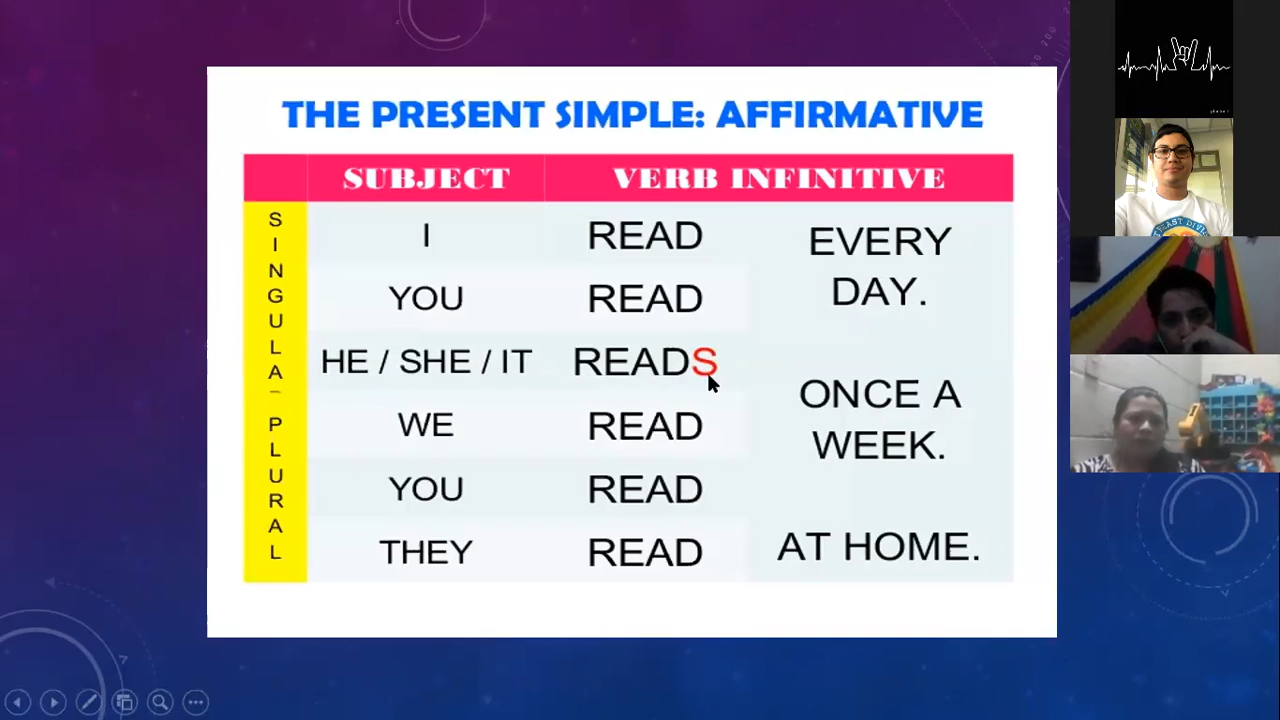 THE PRESENT SIMPLE: AFFIRMATIVE
SUBJECT VERB INFINITIVE
SINGULA
PLURAL
I READ
YOU READ
HE / SHE / IT READS
WE READ
YOU READ
THEY READ
EVERY
DAY.
ONCE A
WEEK.
AT HOME.